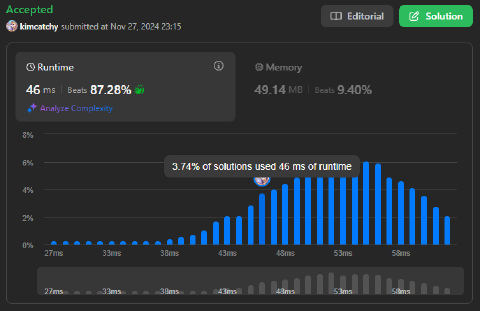 Accepted
kimcatchy submitted at Nov 27, 2024 23:15
Editorial
Solution
Runtime
46 ms Beats 87.28%
Analyze Complexity
Memory
49.14 MB Beats 9.40%
8%
6%
4%
2%
0%
3.74% of solutions used 46 ms of runtime
27ms 33ms 38ms 43ms 48ms 53ms 58ms
27ms 33ms 38ms 43ms 48ms 53ms 58ms